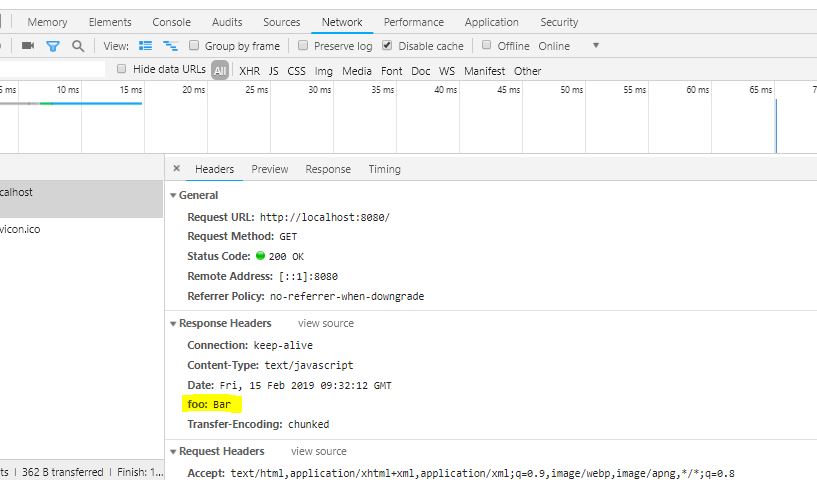 Memory Elements Console Audits Sources Network Performance Application Security
View: Group by frame Preserve log Disable cache Offline Online
Hide data URLs All XHR JS CSS Img Media Font Doc WS Manifest Other
5 ms 10 ms 15 ms 20 ms 25 ms 30 ms 35 ms 40 ms 45 ms 50 ms 55 ms 60 ms 65 ms 7
× Headers Preview Response Timing
calhost
vicon.ico
General
Request URL: http://localhost:8080/
Request Method: GET
Status Code: 200 OK
Remote Address: [::1]:8080
Referrer Policy: no-referrer-when-downgrade
Response Headers view source
Connection: keep-alive
Content-Type: text/javascript
Date: Fri, 15 Feb 2019 09:32:12 GMT
foo: Bar
Transfer-Encoding: chunked
Request Headers view source
Accept: text/html,application/xhtml+xml,application/xml;q=0.9,image/webp,image/apng,*/*;q=0.8
ts | 362 B transferred | Finish: 1...